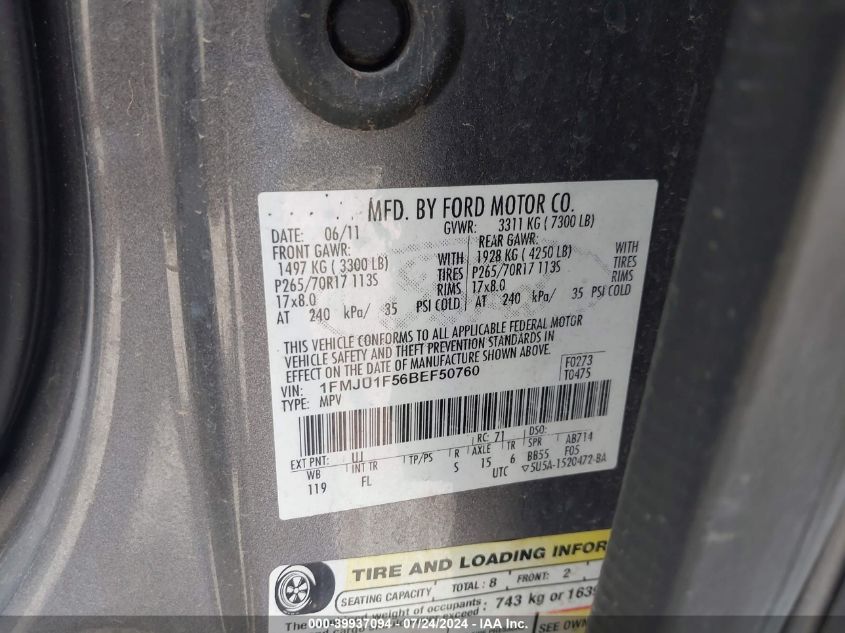 MFD. BY FORD MOTOR CO.
DATE: 06/11 GVWR: 3311 KG ( 7300 LB)
FRONT GAWR: REAR GAWR:
1497 KG ( 3300 LB) WITH 1928 KG ( 4250 LB) WITH
P265/70R17 113S TIRES P265/70R17 113S TIRES
17x8.0 RIMS 17x8.0 RIMS
AT 240 kPa/ 35 PSI COLD AT 240 kPa/ 35 PSI COLD
THIS VEHICLE CONFORMS TO ALL APPLICABLE FEDERAL MOTOR
VEHICLE SAFETY AND THEFT PREVENTION STANDARDS IN
EFFECT ON THE DATE OF MANUFACTURE SHOWN ABOVE.
VIN: 1FMJU1F56BEF50760 F0273
TYPE: MPV T0475
EXT PNT: UJ RC: 71 DSO:
WB INT TR TP/PS R AXLE TR SPR AB714
119 FL S 15 6 BB55 F05
UTC ▽5U5A-1520472-BA
TIRE AND LOADING INFOR
SEATING CAPACITY TOTAL : 8 FRONT: 2
The weight of occupants 743 kg or 1639
SEE OWN
©-39937094 - 07/24/2024 - IAA Inc.